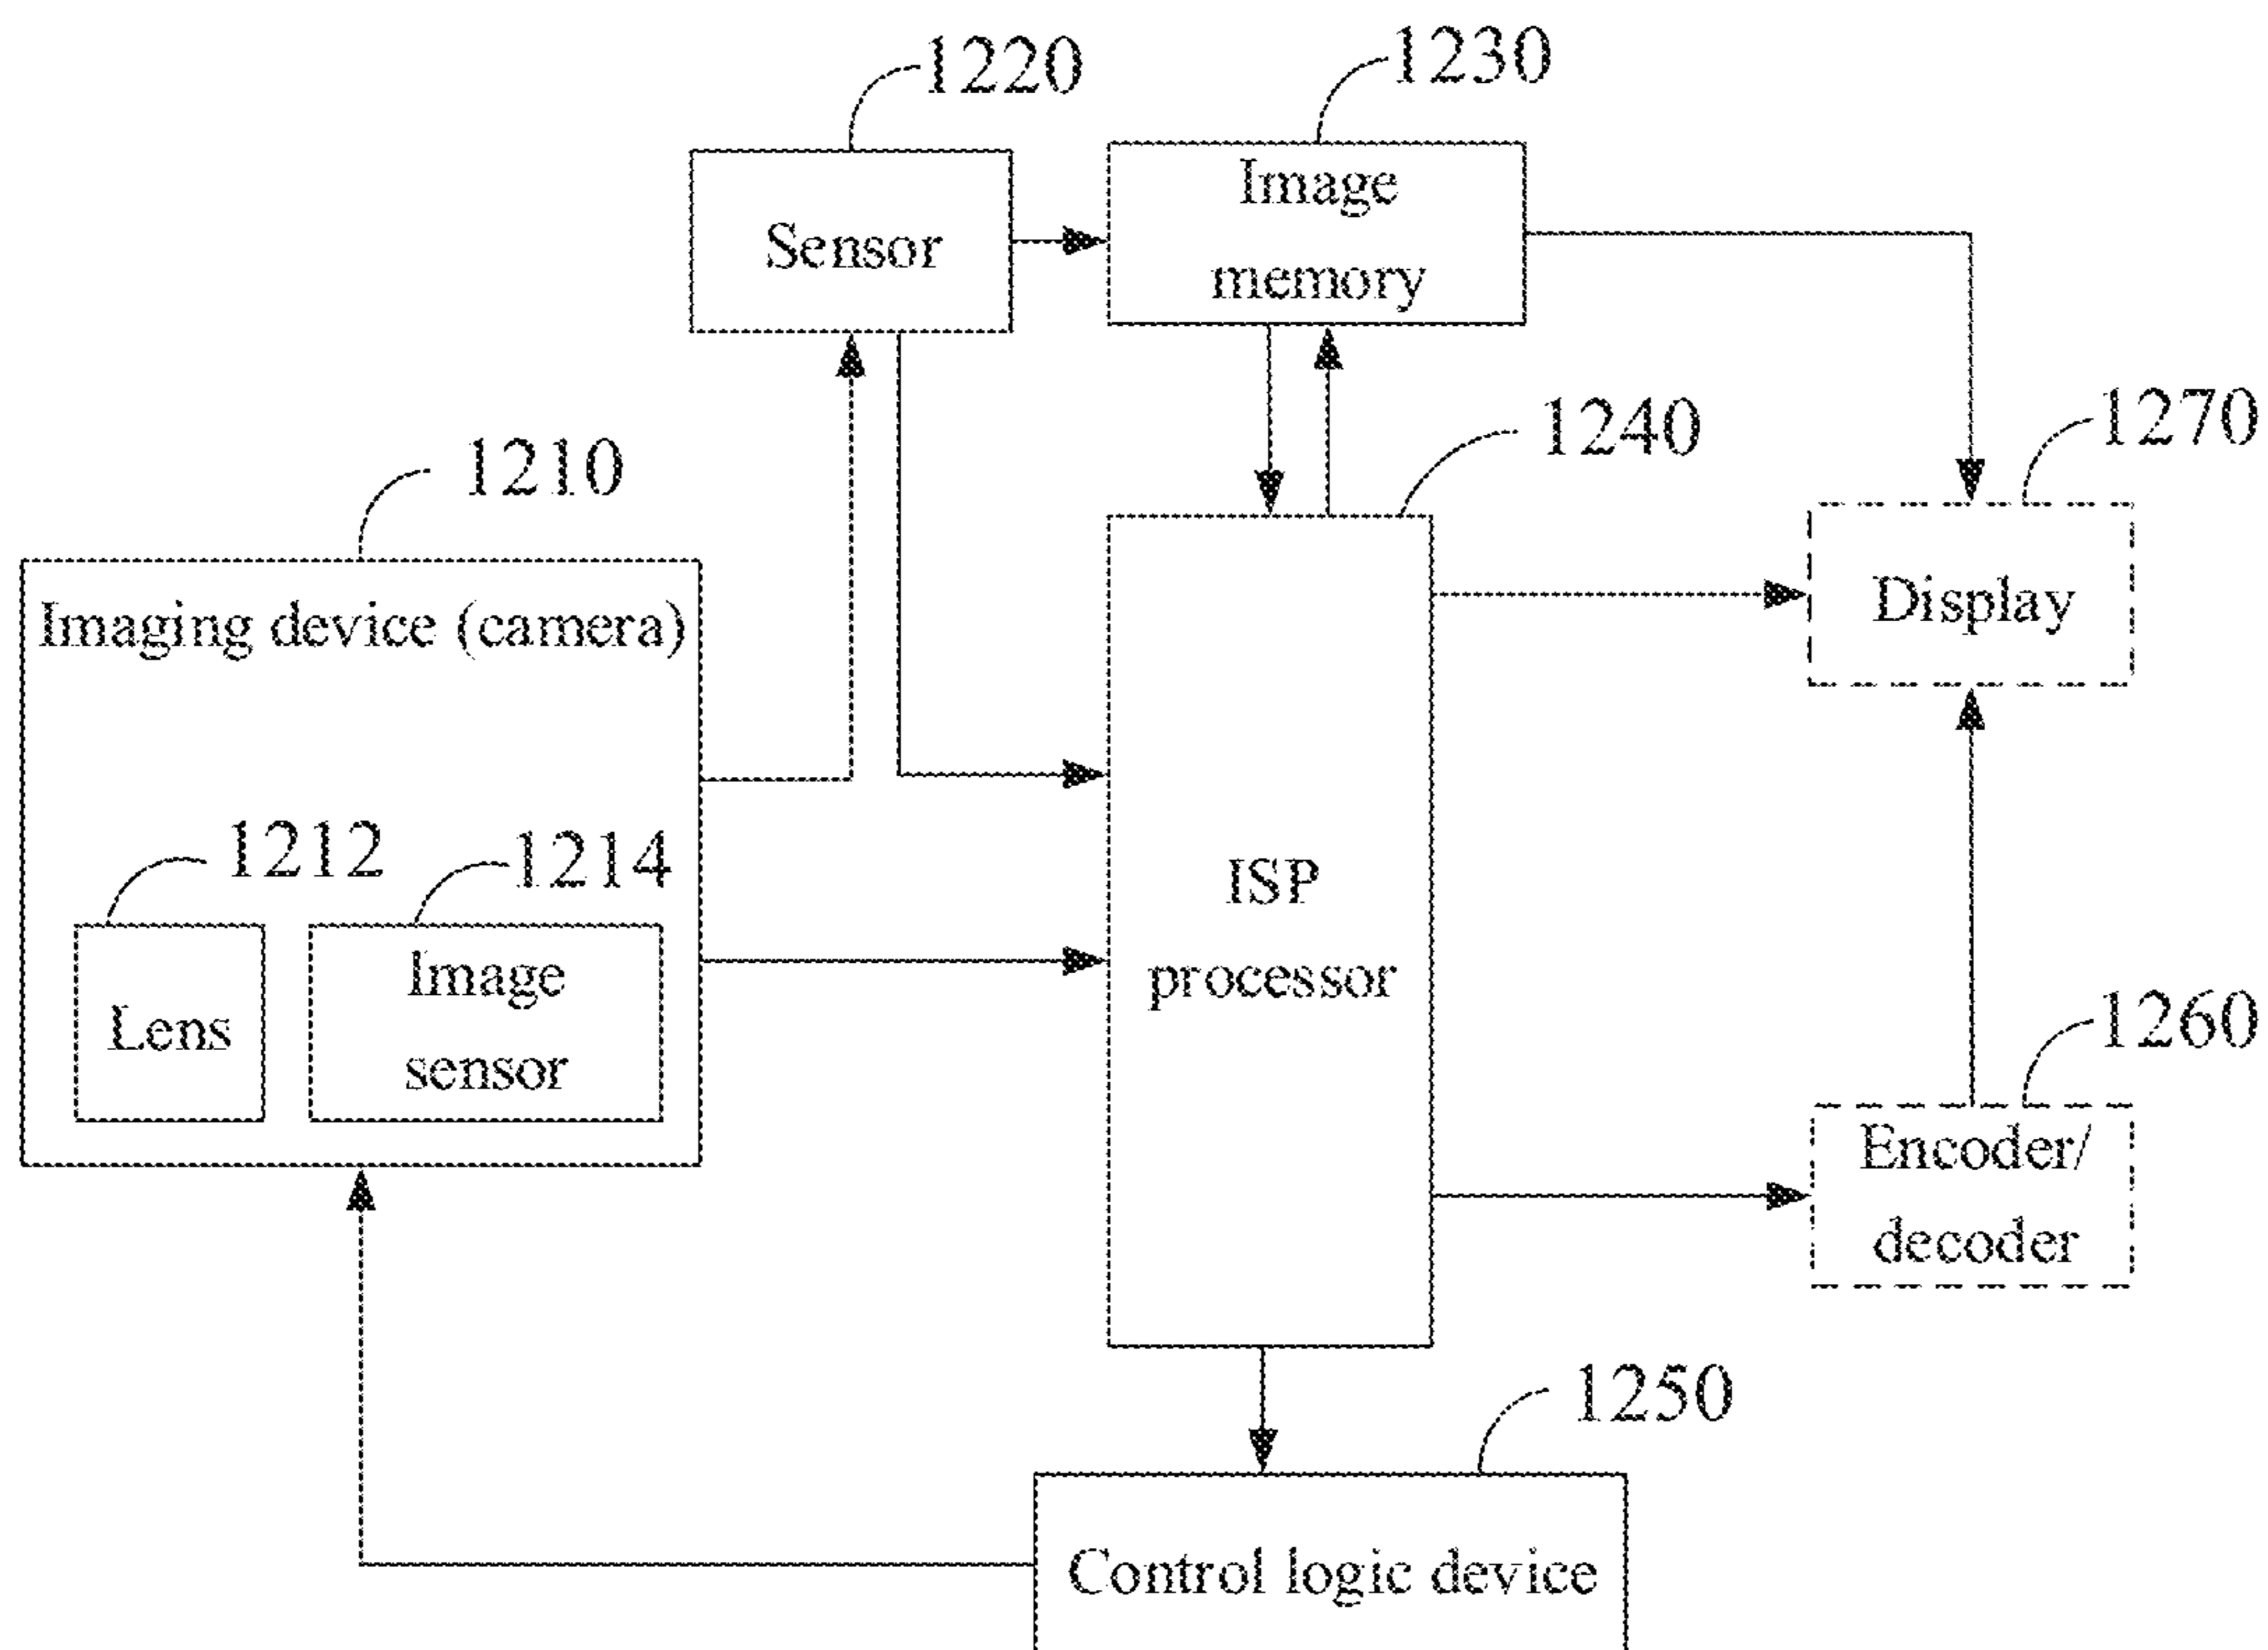 1220
1230
Sensor
Image
memory
1210
1240
1270
Imaging device (camera)
Display
1212
1214
Lens
Image
sensor
ISP
processor
1260
Encoder/
decoder
1250
Control logic device